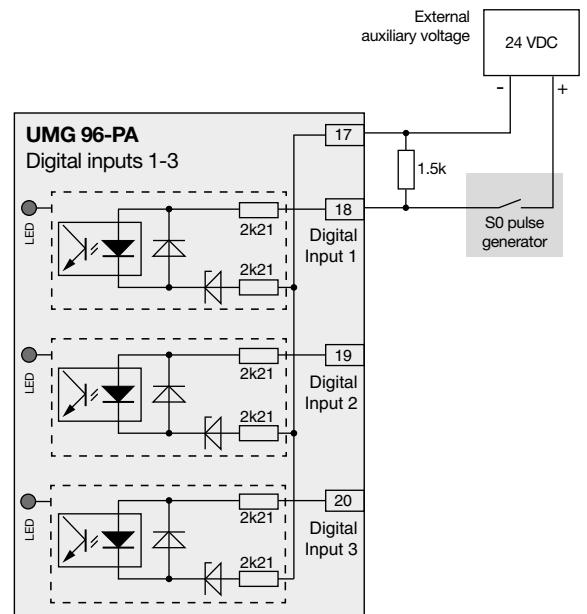 External
auxiliary voltage
24 VDC
- +
UMG 96-PA
Digital inputs 1-3
17
1.5k
LED
2k21
18
Digital
Input 1
S0 pulse
generator
2k21
LED
2k21
19
Digital
Input 2
2k21
LED
2k21
20
Digital
Input 3
2k21